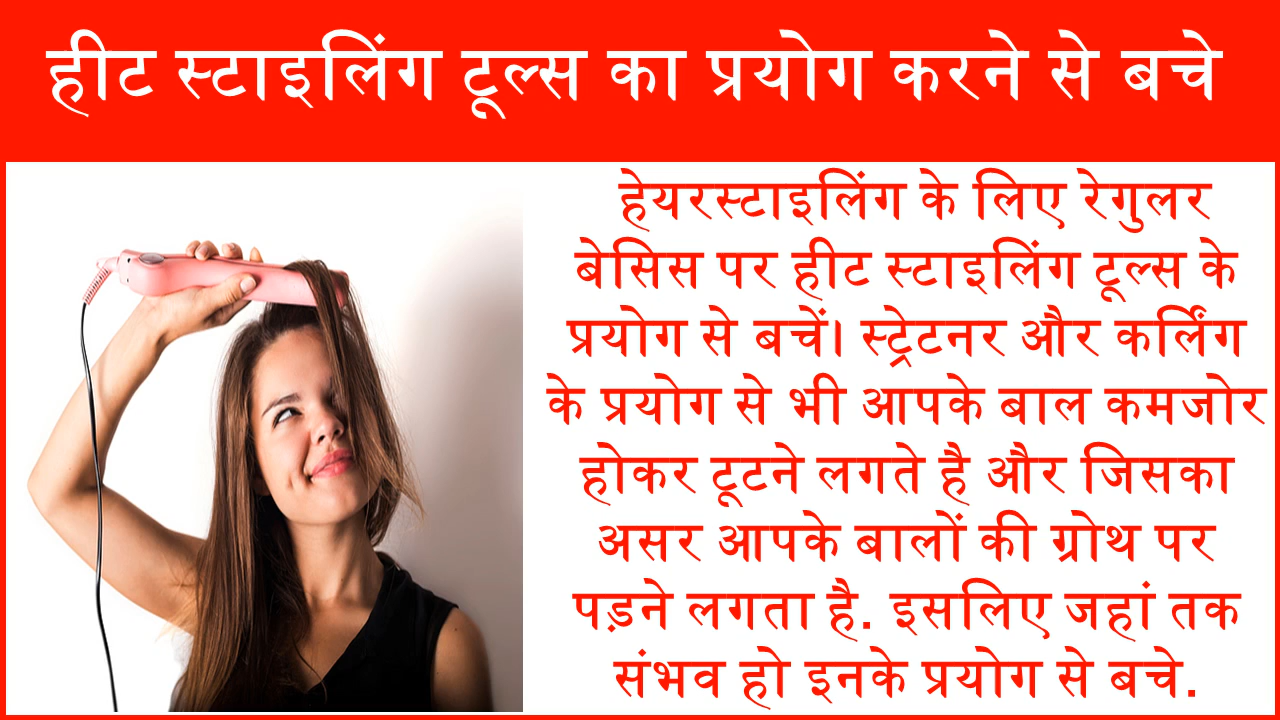 हीट स्टाइलिंग टूल्स का प्रयोग करने से बचे
हेयरस्टाइलिंग के लिए रेगुलर
बेसिस पर हीट स्टाइलिंग टूल्स के
प्रयोग से बचें। स्ट्रेटनर और कर्लिंग
के प्रयोग से भी आपके बाल कमजोर
होकर टूटने लगते है और जिसका
असर आपके बालों की ग्रोथ पर
पड़ने लगता है. इसलिए जहां तक
संभव हो इनके प्रयोग से बचे.